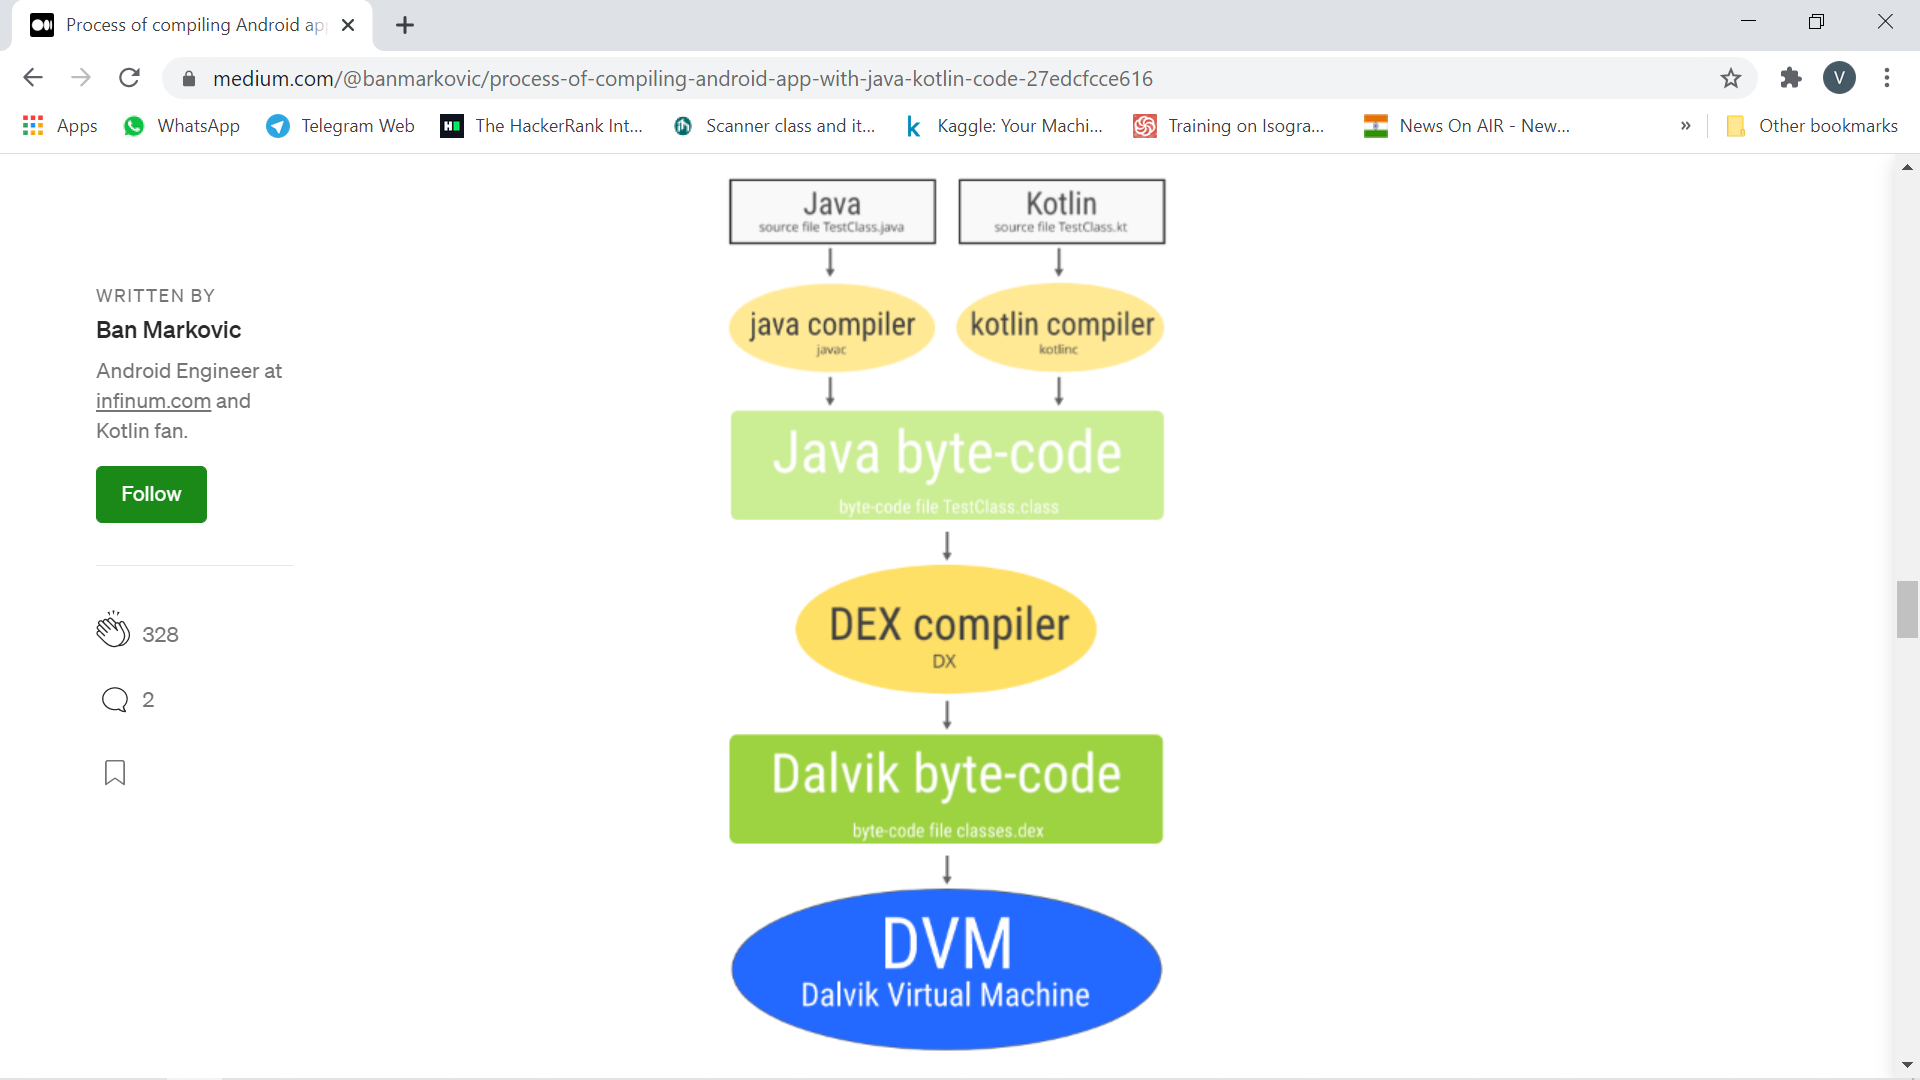 Process of compiling Android ap
medium.com/@banmarkovic/process-of-compiling-android-app-with-java-kotlin-code-27edcfcce616
V
Apps
WhatsApp
Telegram Web
The HackerRank Int...
Scanner class and it...
Kaggle: Your Machi...
Training on Isogra...
News On AIR - New...
»
Other bookmarks
WRITTEN BY
Ban Markovic
Android Engineer at
infinum.com and
Kotlin fan.
Follow
328
2
Java
source file TestClass.java
Kotlin
source file TestClass.kt
java compiler
javac
kotlin compiler
kotlinc
Java byte-code
byte-code file TestClass.class
DEX compiler
DX
Dalvik byte-code
byte-code file classes.dex
DVM
Dalvik Virtual Machine